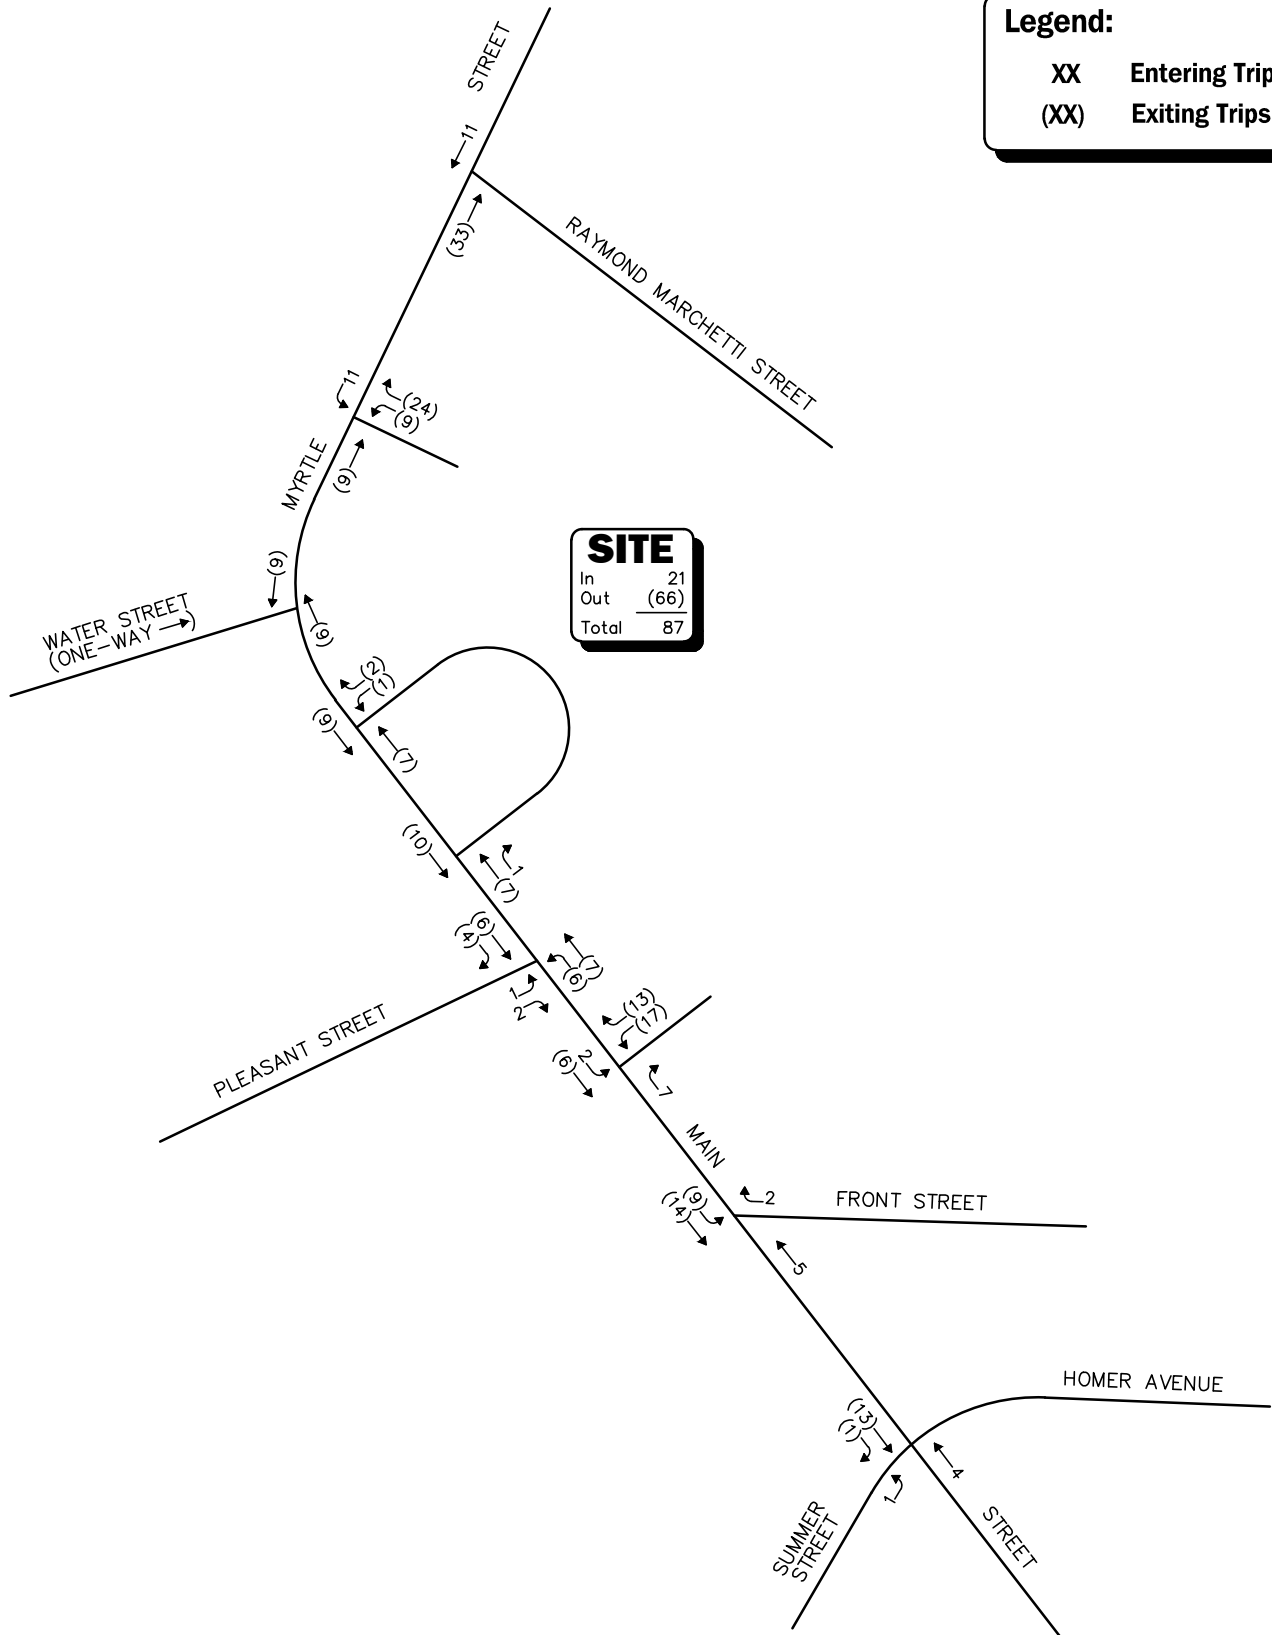 Legend:
XX Entering Trip
(XX) Exiting Trips
STREET
11
(33)
RAYMOND MARCHETTI STREET
11
(24)
(9)
MYRTLE
(9)
(9)
WATER STREET
(ONE-WAY →)
(9)
SITE
In 21
Out (66)
Total 87
(2)
(1)
(9)
(7)
(10)
1
(7)
(6)
(4)
(7)
(6)
1
2
PLEASANT STREET
(13)
(17)
2
(6)
7
MAIN
2
FRONT STREET
(9)
(14)
5
HOMER AVENUE
(13)
(1)
4
1
SUMMER
STREET
STREET